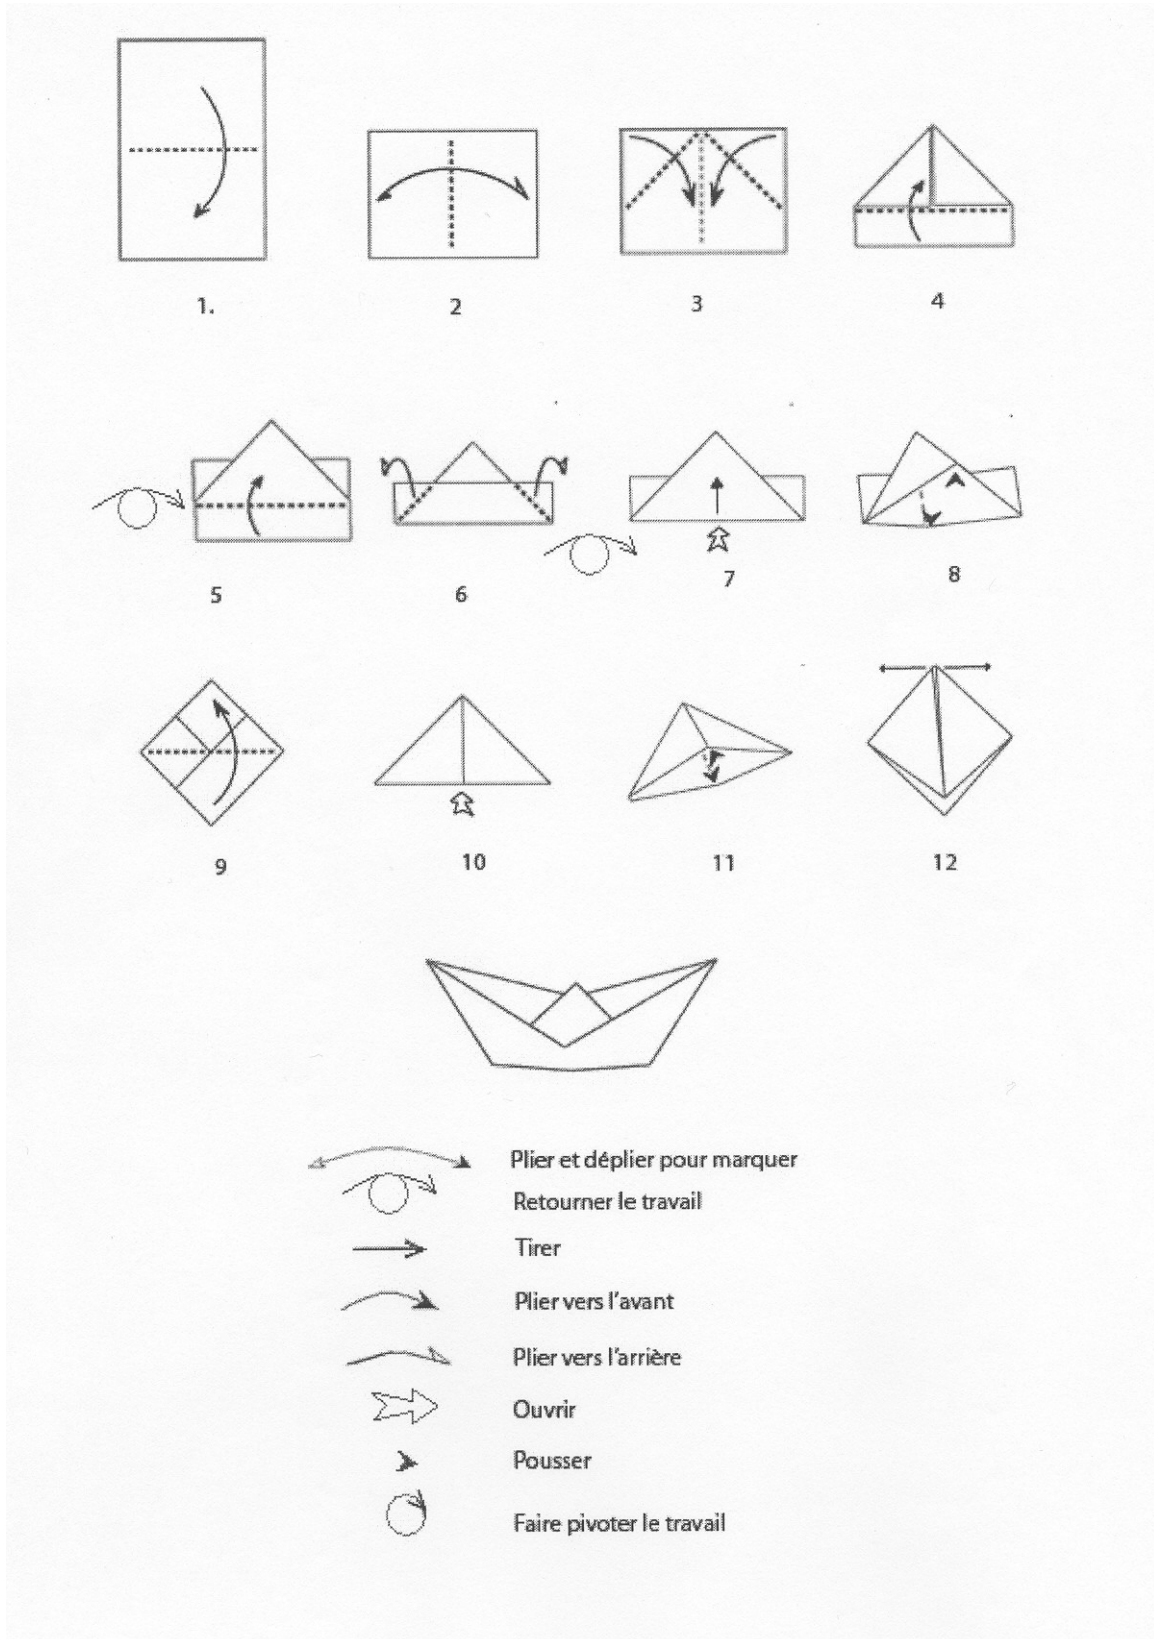 1.
2
3
4
5
6
7
8
9
10
11
12
Plier et déplier pour marquer
Retourner le travail
Tirer
Plier vers l'avant
Plier vers l'arrière
Ouvrir
Pousser
Faire pivoter le travail